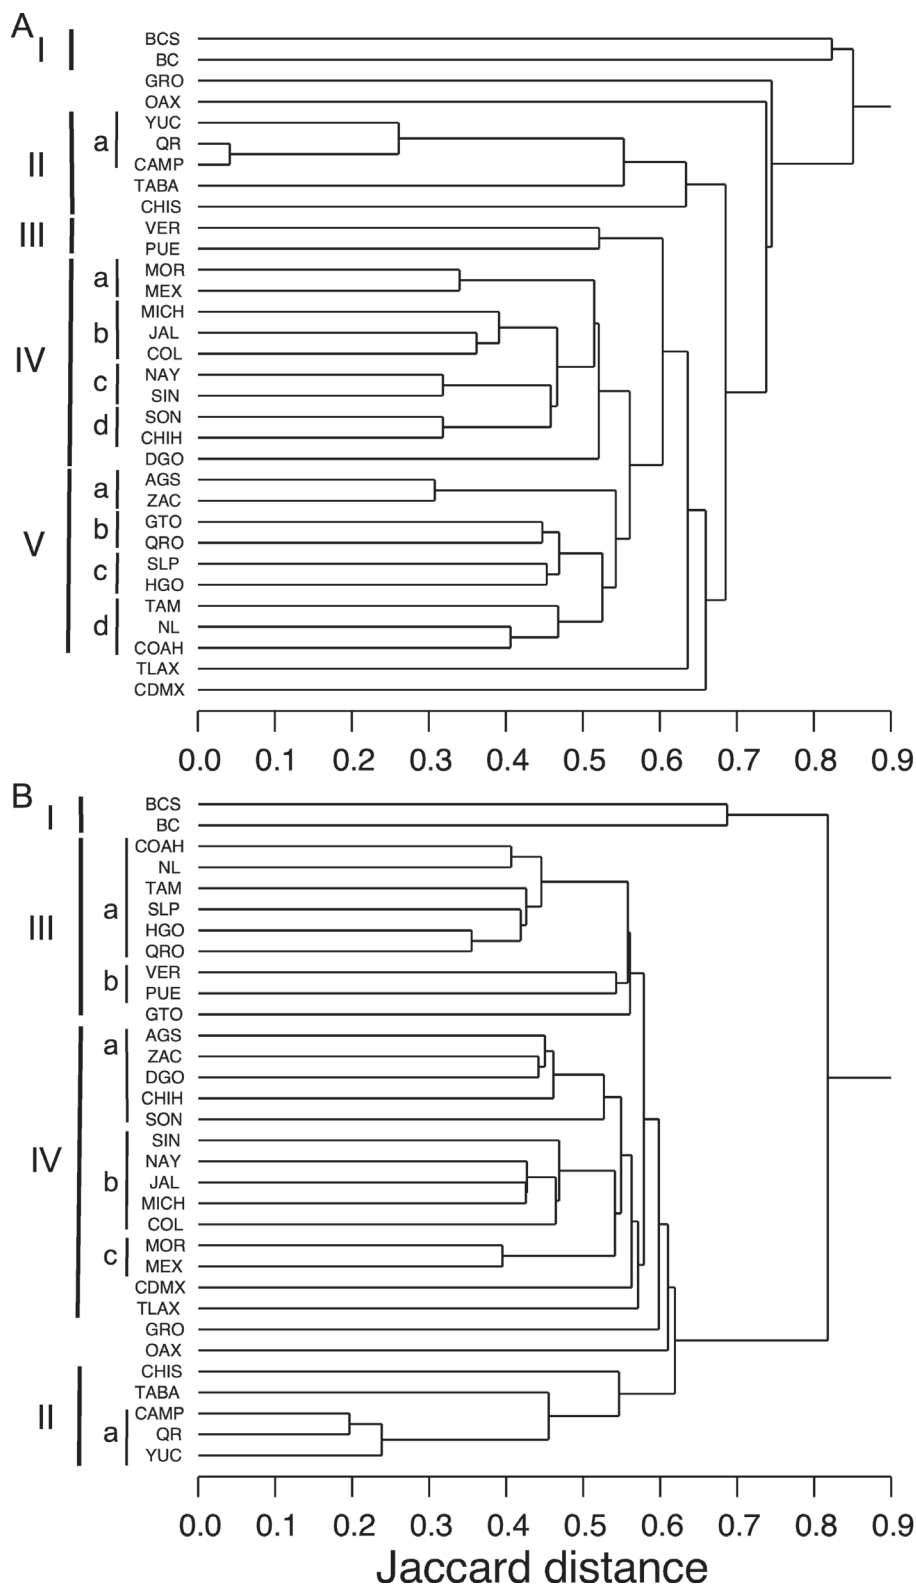 A
I
BCS
BC
GRO
OAX
II
a
YUC
QR
CAMP
TABA
CHIS
III
VER
PUE
IV
a
MOR
MEX
b
MICH
JAL
COL
c
NAY
SIN
d
SON
CHIH
DGO
V
a
AGS
ZAC
b
GTO
QRO
c
SLP
HGO
d
TAM
NL
COAH
TLAX
CDMX
0.0 0.1 0.2 0.3 0.4 0.5 0.6 0.7 0.8 0.9
B
I
BCS
BC
III
a
COAH
NL
TAM
SLP
HGO
QRO
b
VER
PUE
GTO
IV
a
AGS
ZAC
DGO
CHIH
SON
b
SIN
NAY
JAL
MICH
COL
c
MOR
MEX
CDMX
TLAX
GRO
OAX
II
CHIS
TABA
a
CAMP
QR
YUC
0.0 0.1 0.2 0.3 0.4 0.5 0.6 0.7 0.8 0.9
Jaccard distance